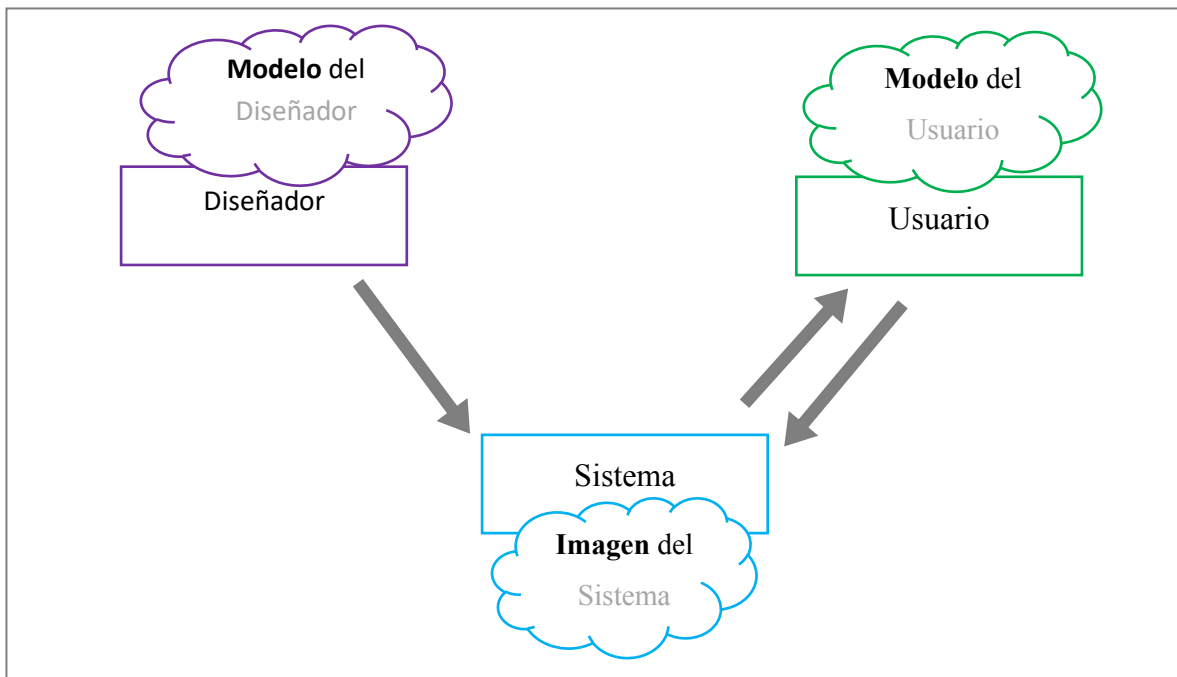 Modelo del
Diseñador
Diseñador
Modelo del
Usuario
Usuario
Sistema
Imagen del
Sistema